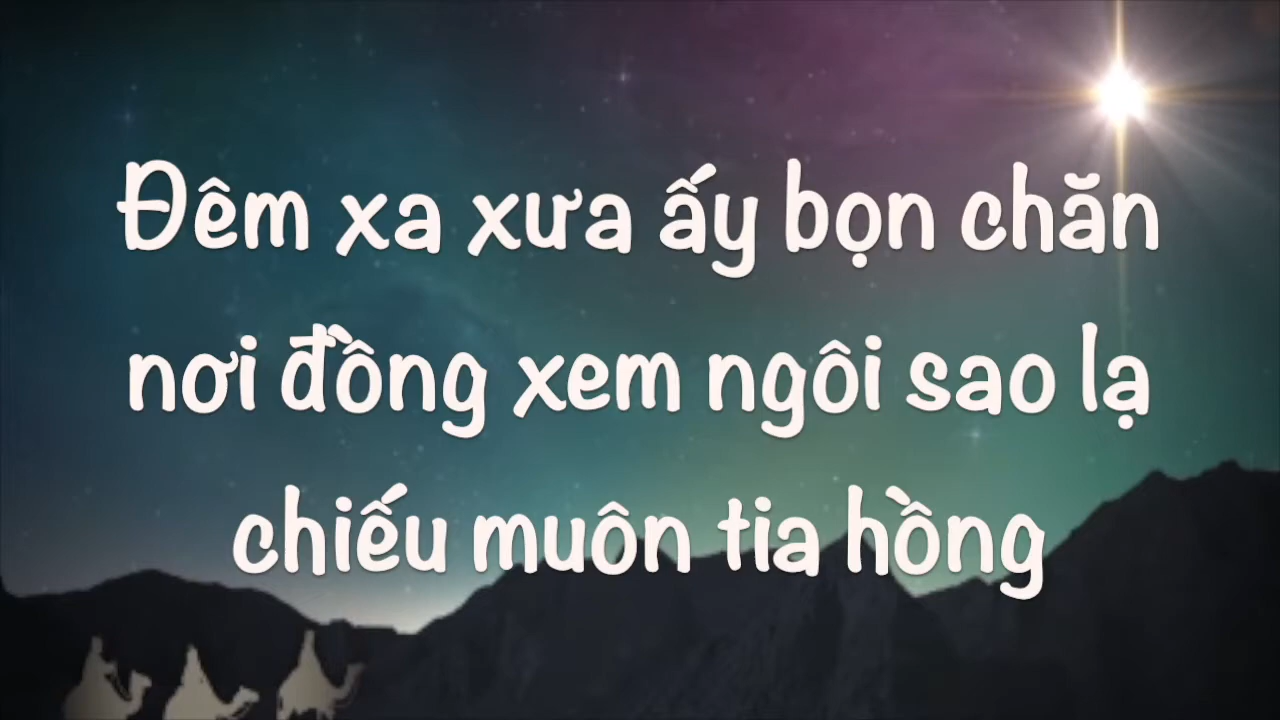 Đêm xa xưa ấy bọn chăn
nơi đồng xem ngôi sao lạ
chiếu muôn tia hồng